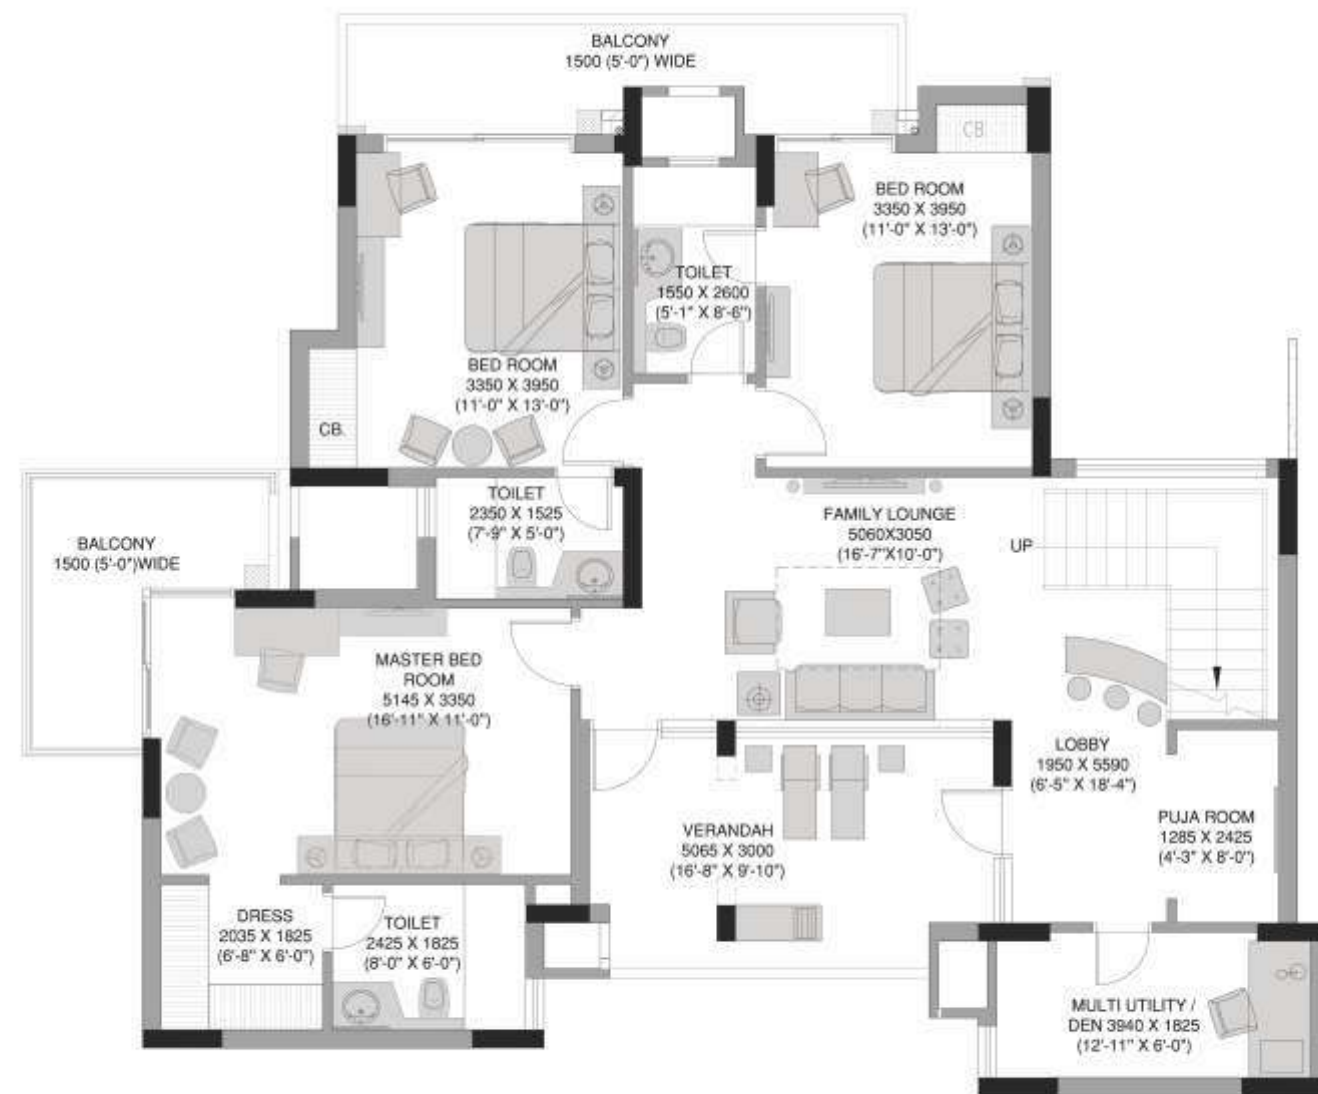 BALCONY
1500 (5'-0") WIDE
CB
BED ROOM
3350 X 3950
(11'-0" X 13'-0")
TOILET
1550 X 2600
(5'-1" X 8'-6")
BED ROOM
3350 X 3950
(11'-0" X 13'-0")
CB.
TOILET
2350 X 1525
(7'-9" X 5'-0")
FAMILY LOUNGE
5060X3050
(16'-7"X10'-0")
UP
BALCONY
1500 (5'-0")WIDE
MASTER BED
ROOM
5145 X 3350
(16'-11" X 11'-0")
LOBBY
1950 X 5590
(6'-5" X 18'-4")
VERANDAH
5065 X 3000
(16'-8" X 9'-10")
PUJA ROOM
1285 X 2425
(4'-3" X 8'-0")
DRESS
2035 X 1825
(6'-8" X 6'-0")
TOILET
2425 X 1825
(8'-0" X 6'-0")
MULTI UTILITY /
DEN 3940 X 1825
(12'-11" X 6'-0")